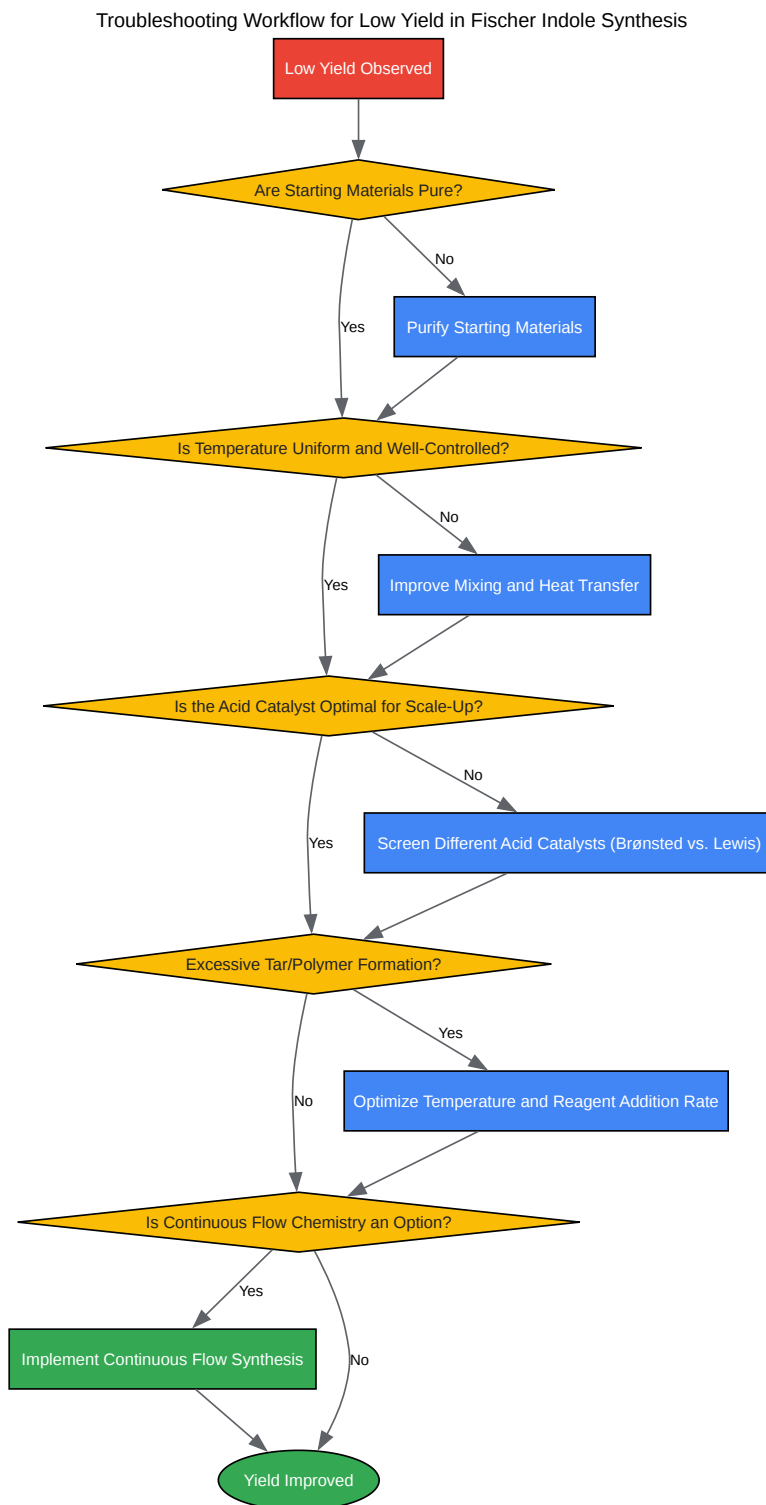 Troubleshooting Workflow for Low Yield in Fischer Indole Synthesis
Low Yield Observed
Are Starting Materials Pure?
No
Yes
Purify Starting Materials
Is Temperature Uniform and Well-Controlled?
No
Yes
Improve Mixing and Heat Transfer
Is the Acid Catalyst Optimal for Scale-Up?
No
Yes
Screen Different Acid Catalysts (Brønsted vs. Lewis)
Excessive Tar/Polymer Formation?
Yes
No
Optimize Temperature and Reagent Addition Rate
Is Continuous Flow Chemistry an Option?
Yes
Implement Continuous Flow Synthesis
No
Yield Improved